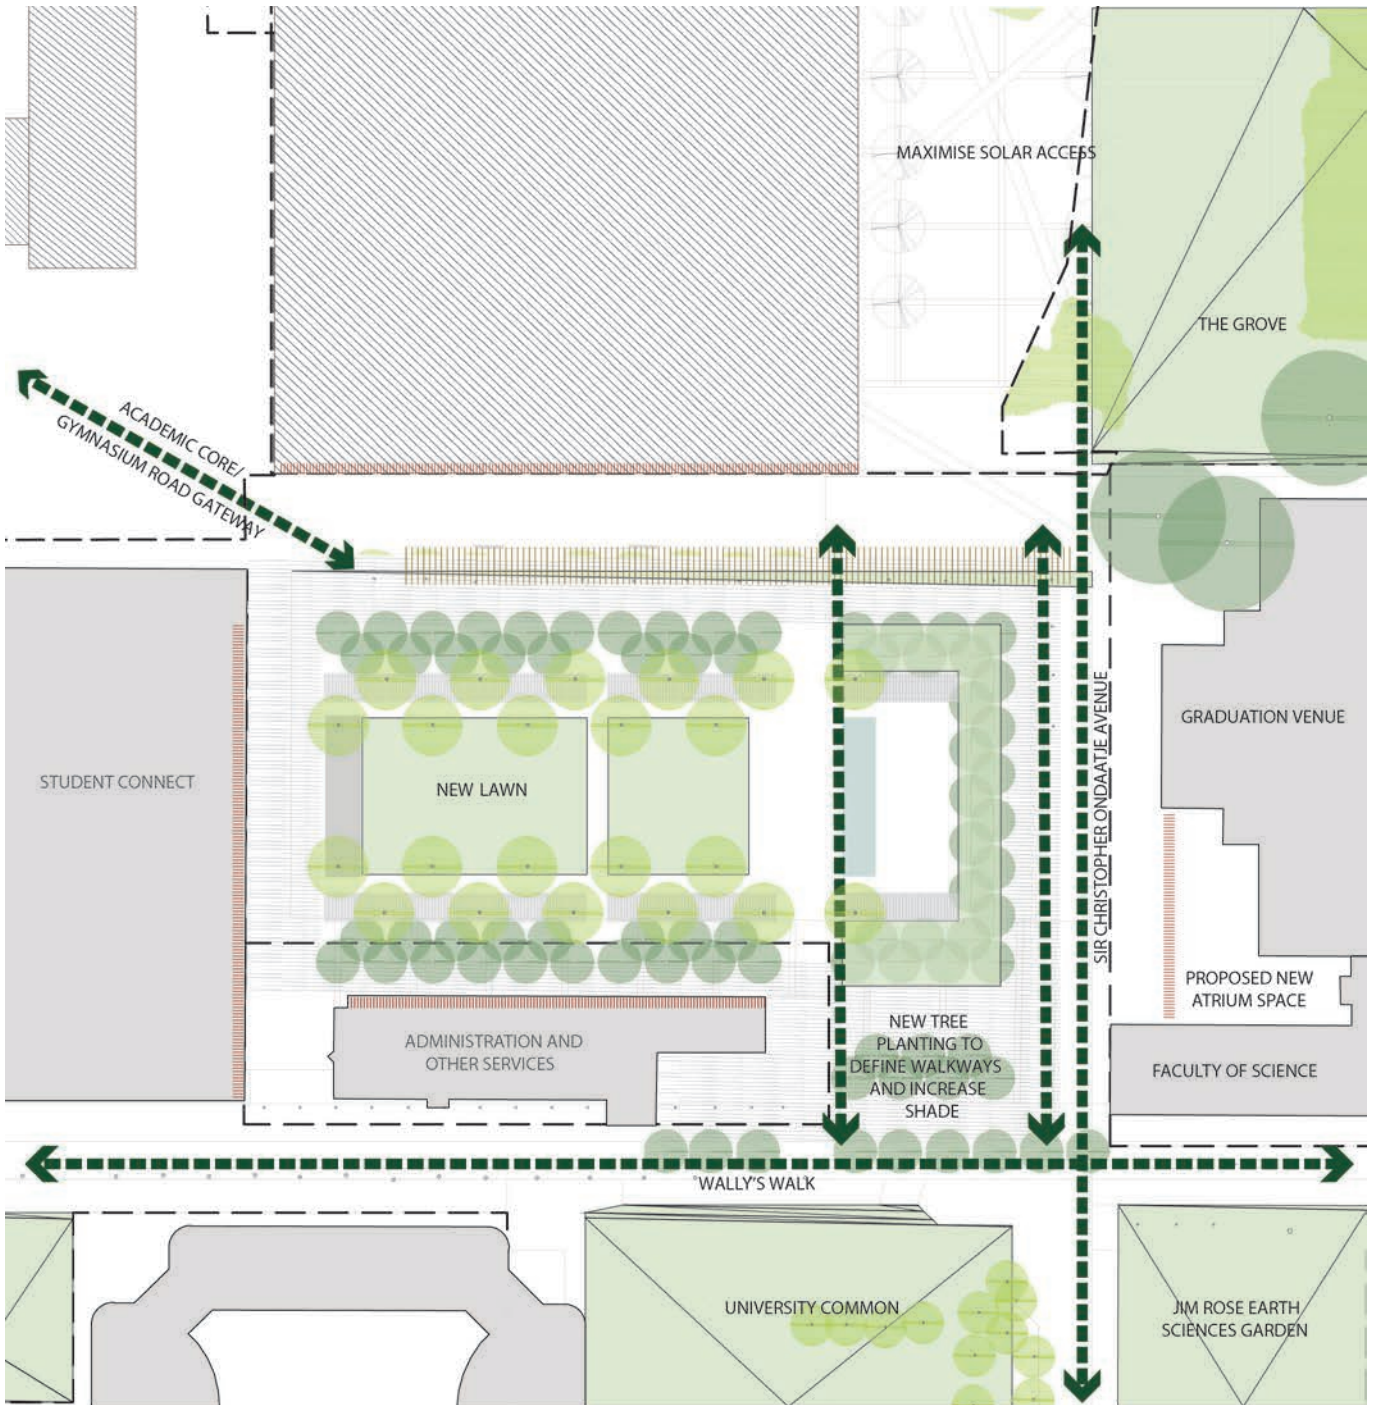 MAXIMISE SOLAR ACCESS
THE GROVE
ACADEMIC CORE/
GYMNASIUM ROAD GATEWAY
GRADUATION VENUE
STUDENT CONNECT
NEW LAWN
SIR CHRISTOPHER ONDAATJE AVENUE
PROPOSED NEW
ATRIUM SPACE
ADMINISTRATION AND
OTHER SERVICES
NEW TREE
PLANTING TO
DEFINE WALKWAYS
AND INCREASE
SHADE
FACULTY OF SCIENCE
WALLY'S WALK
UNIVERSITY COMMON
JIM ROSE EARTH
SCIENCES GARDEN